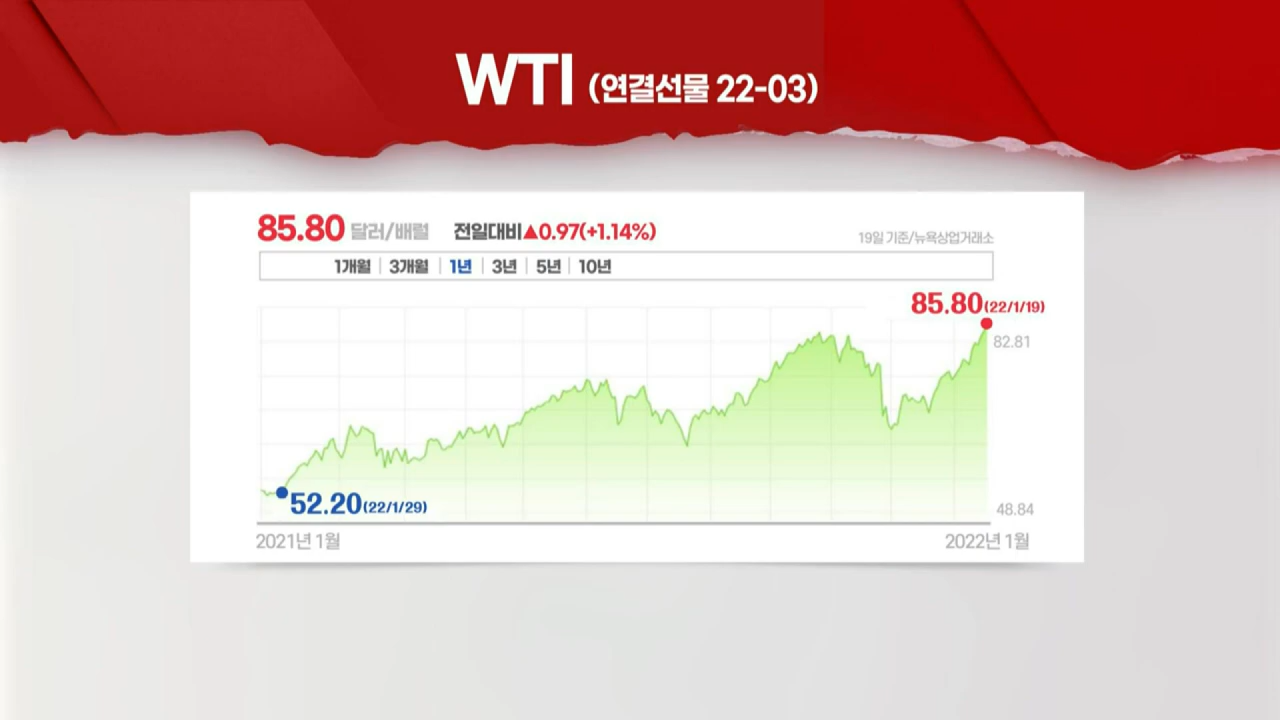 WTI (연결선물 22-03)
85.80 달러/배럴 전일대비▲0.97(+1.14%)
19일 기준/뉴욕상업거래소
1개월 | 3개월 | 1년 | 3년 | 5년 | 10년
85.80(22/1/19)
82.81
52.20(22/1/29)
48.84
2021년 1월
2022년 1월